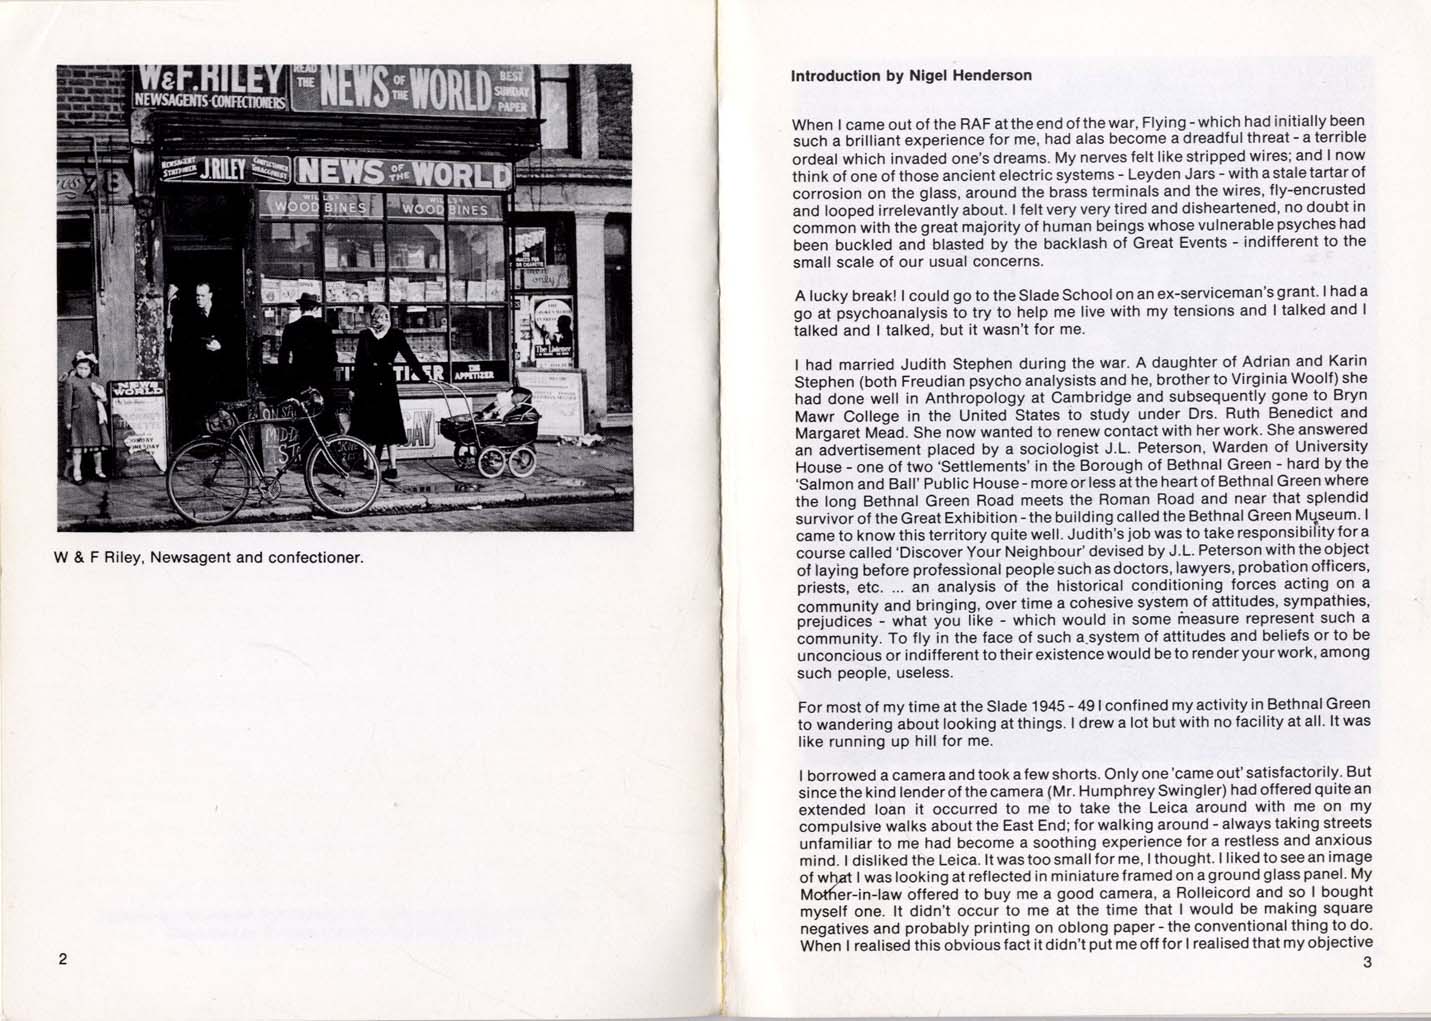 W&F.RILEY
NEWSAGENTS·CONFECTIONERS
READ THE NEWS OF THE WORLD
BEST SUNDAY PAPER
NEWSAGENT STATIONER J.RILEY CONFECTIONER TOBACCONIST
NEWS OF THE WORLD
WILLS'S WOODBINES WILLS'S WOODBINES
The Listener
THE APPETIZER
NEWS WORLD
W & F Riley, Newsagent and confectioner.
2
Introduction by Nigel Henderson
When I came out of the RAF at the end of the war, Flying - which had initially been
such a brilliant experience for me, had alas become a dreadful threat - a terrible
ordeal which invaded one's dreams. My nerves felt like stripped wires; and I now
think of one of those ancient electric systems - Leyden Jars - with a stale tartar of
corrosion on the glass, around the brass terminals and the wires, fly-encrusted
and looped irrelevantly about. I felt very very tired and disheartened, no doubt in
common with the great majority of human beings whose vulnerable psyches had
been buckled and blasted by the backlash of Great Events - indifferent to the
small scale of our usual concerns.
A lucky break! I could go to the Slade School on an ex-serviceman's grant. I had a
go at psychoanalysis to try to help me live with my tensions and I talked and I
talked and I talked, but it wasn't for me.
I had married Judith Stephen during the war. A daughter of Adrian and Karin
Stephen (both Freudian psycho analysists and he, brother to Virginia Woolf) she
had done well in Anthropology at Cambridge and subsequently gone to Bryn
Mawr College in the United States to study under Drs. Ruth Benedict and
Margaret Mead. She now wanted to renew contact with her work. She answered
an advertisement placed by a sociologist J.L. Peterson, Warden of University
House - one of two 'Settlements' in the Borough of Bethnal Green - hard by the
'Salmon and Ball' Public House - more or less at the heart of Bethnal Green where
the long Bethnal Green Road meets the Roman Road and near that splendid
survivor of the Great Exhibition - the building called the Bethnal Green Museum. I
came to know this territory quite well. Judith's job was to take responsibility for a
course called 'Discover Your Neighbour' devised by J.L. Peterson with the object
of laying before professional people such as doctors, lawyers, probation officers,
priests, etc. ... an analysis of the historical conditioning forces acting on a
community and bringing, over time a cohesive system of attitudes, sympathies,
prejudices - what you like - which would in some measure represent such a
community. To fly in the face of such a system of attitudes and beliefs or to be
unconcious or indifferent to their existence would be to render your work, among
such people, useless.
For most of my time at the Slade 1945 - 49 I confined my activity in Bethnal Green
to wandering about looking at things. I drew a lot but with no facility at all. It was
like running up hill for me.
I borrowed a camera and took a few shorts. Only one 'came out' satisfactorily. But
since the kind lender of the camera (Mr. Humphrey Swingler) had offered quite an
extended loan it occurred to me to take the Leica around with me on my
compulsive walks about the East End; for walking around - always taking streets
unfamiliar to me had become a soothing experience for a restless and anxious
mind. I disliked the Leica. It was too small for me, I thought. I liked to see an image
of what I was looking at reflected in miniature framed on a ground glass panel. My
Mother-in-law offered to buy me a good camera, a Rolleicord and so I bought
myself one. It didn't occur to me at the time that I would be making square
negatives and probably printing on oblong paper - the conventional thing to do.
When I realised this obvious fact it didn't put me off for I realised that my objective
3